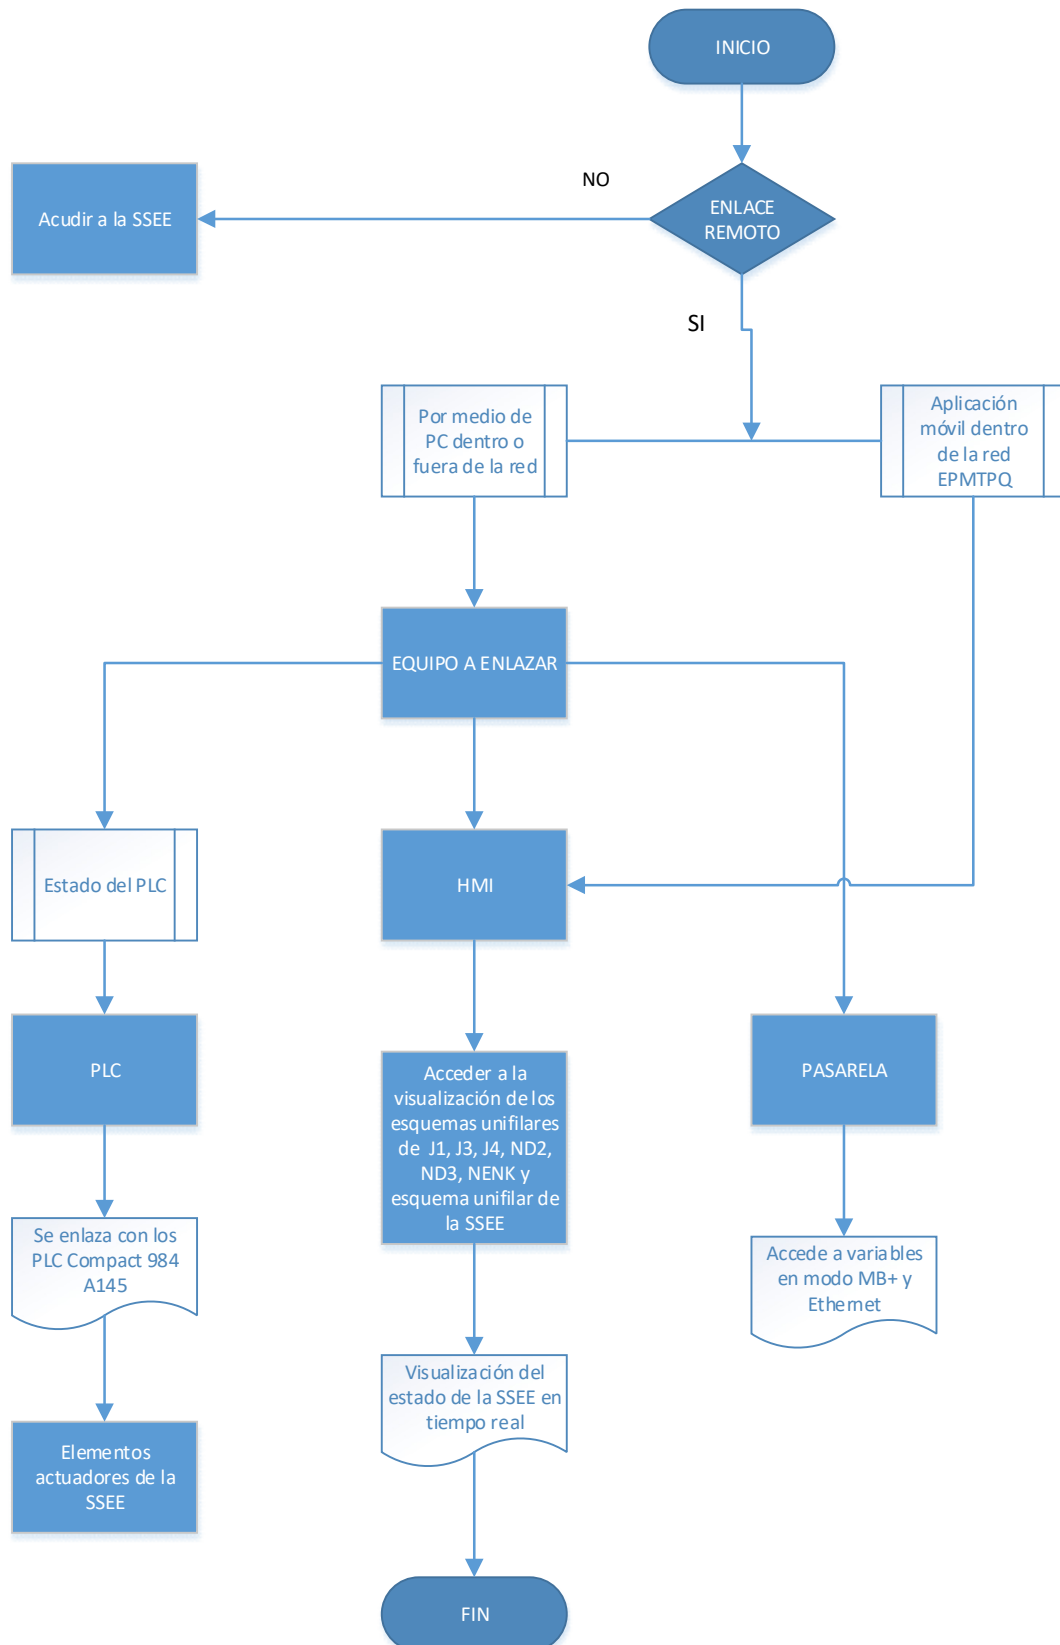 INICIO
NO
ENLACE
REMOTO
Acudir a la SSEE
SI
Por medio de
PC dentro o
fuera de la red
Aplicación
móvil dentro
de la red
EPMTPQ
EQUIPO A ENLAZAR
Estado del PLC
HMI
PLC
Acceder a la
visualización de los
esquemas unifilares
de J1, J3, J4, ND2,
ND3, NENK y
esquema unifilar de
la SSEE
PASARELA
Se enlaza con los
PLC Compact 984
A145
Accede a variables
en modo MB+ y
Ethernet
Visualización del
estado de la SSEE en
tiempo real
Elementos
actuadores de la
SSEE
FIN